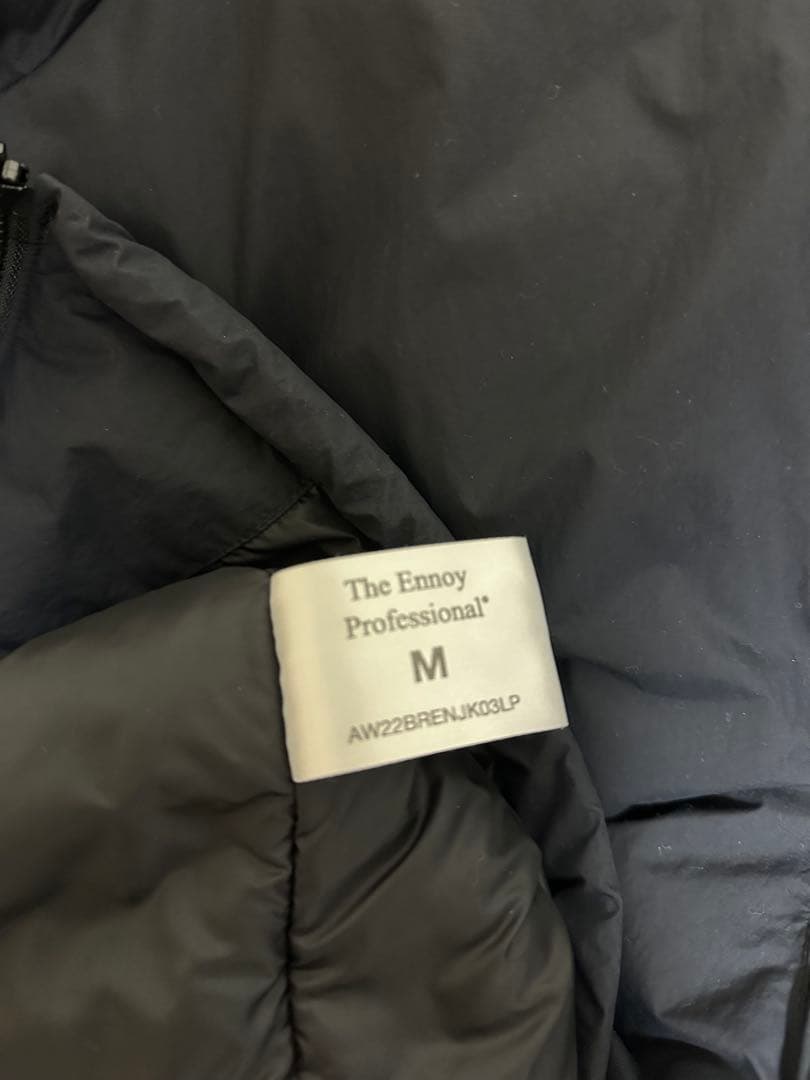 The Ennoy
Professional®
M
AW22BRENJK03LP